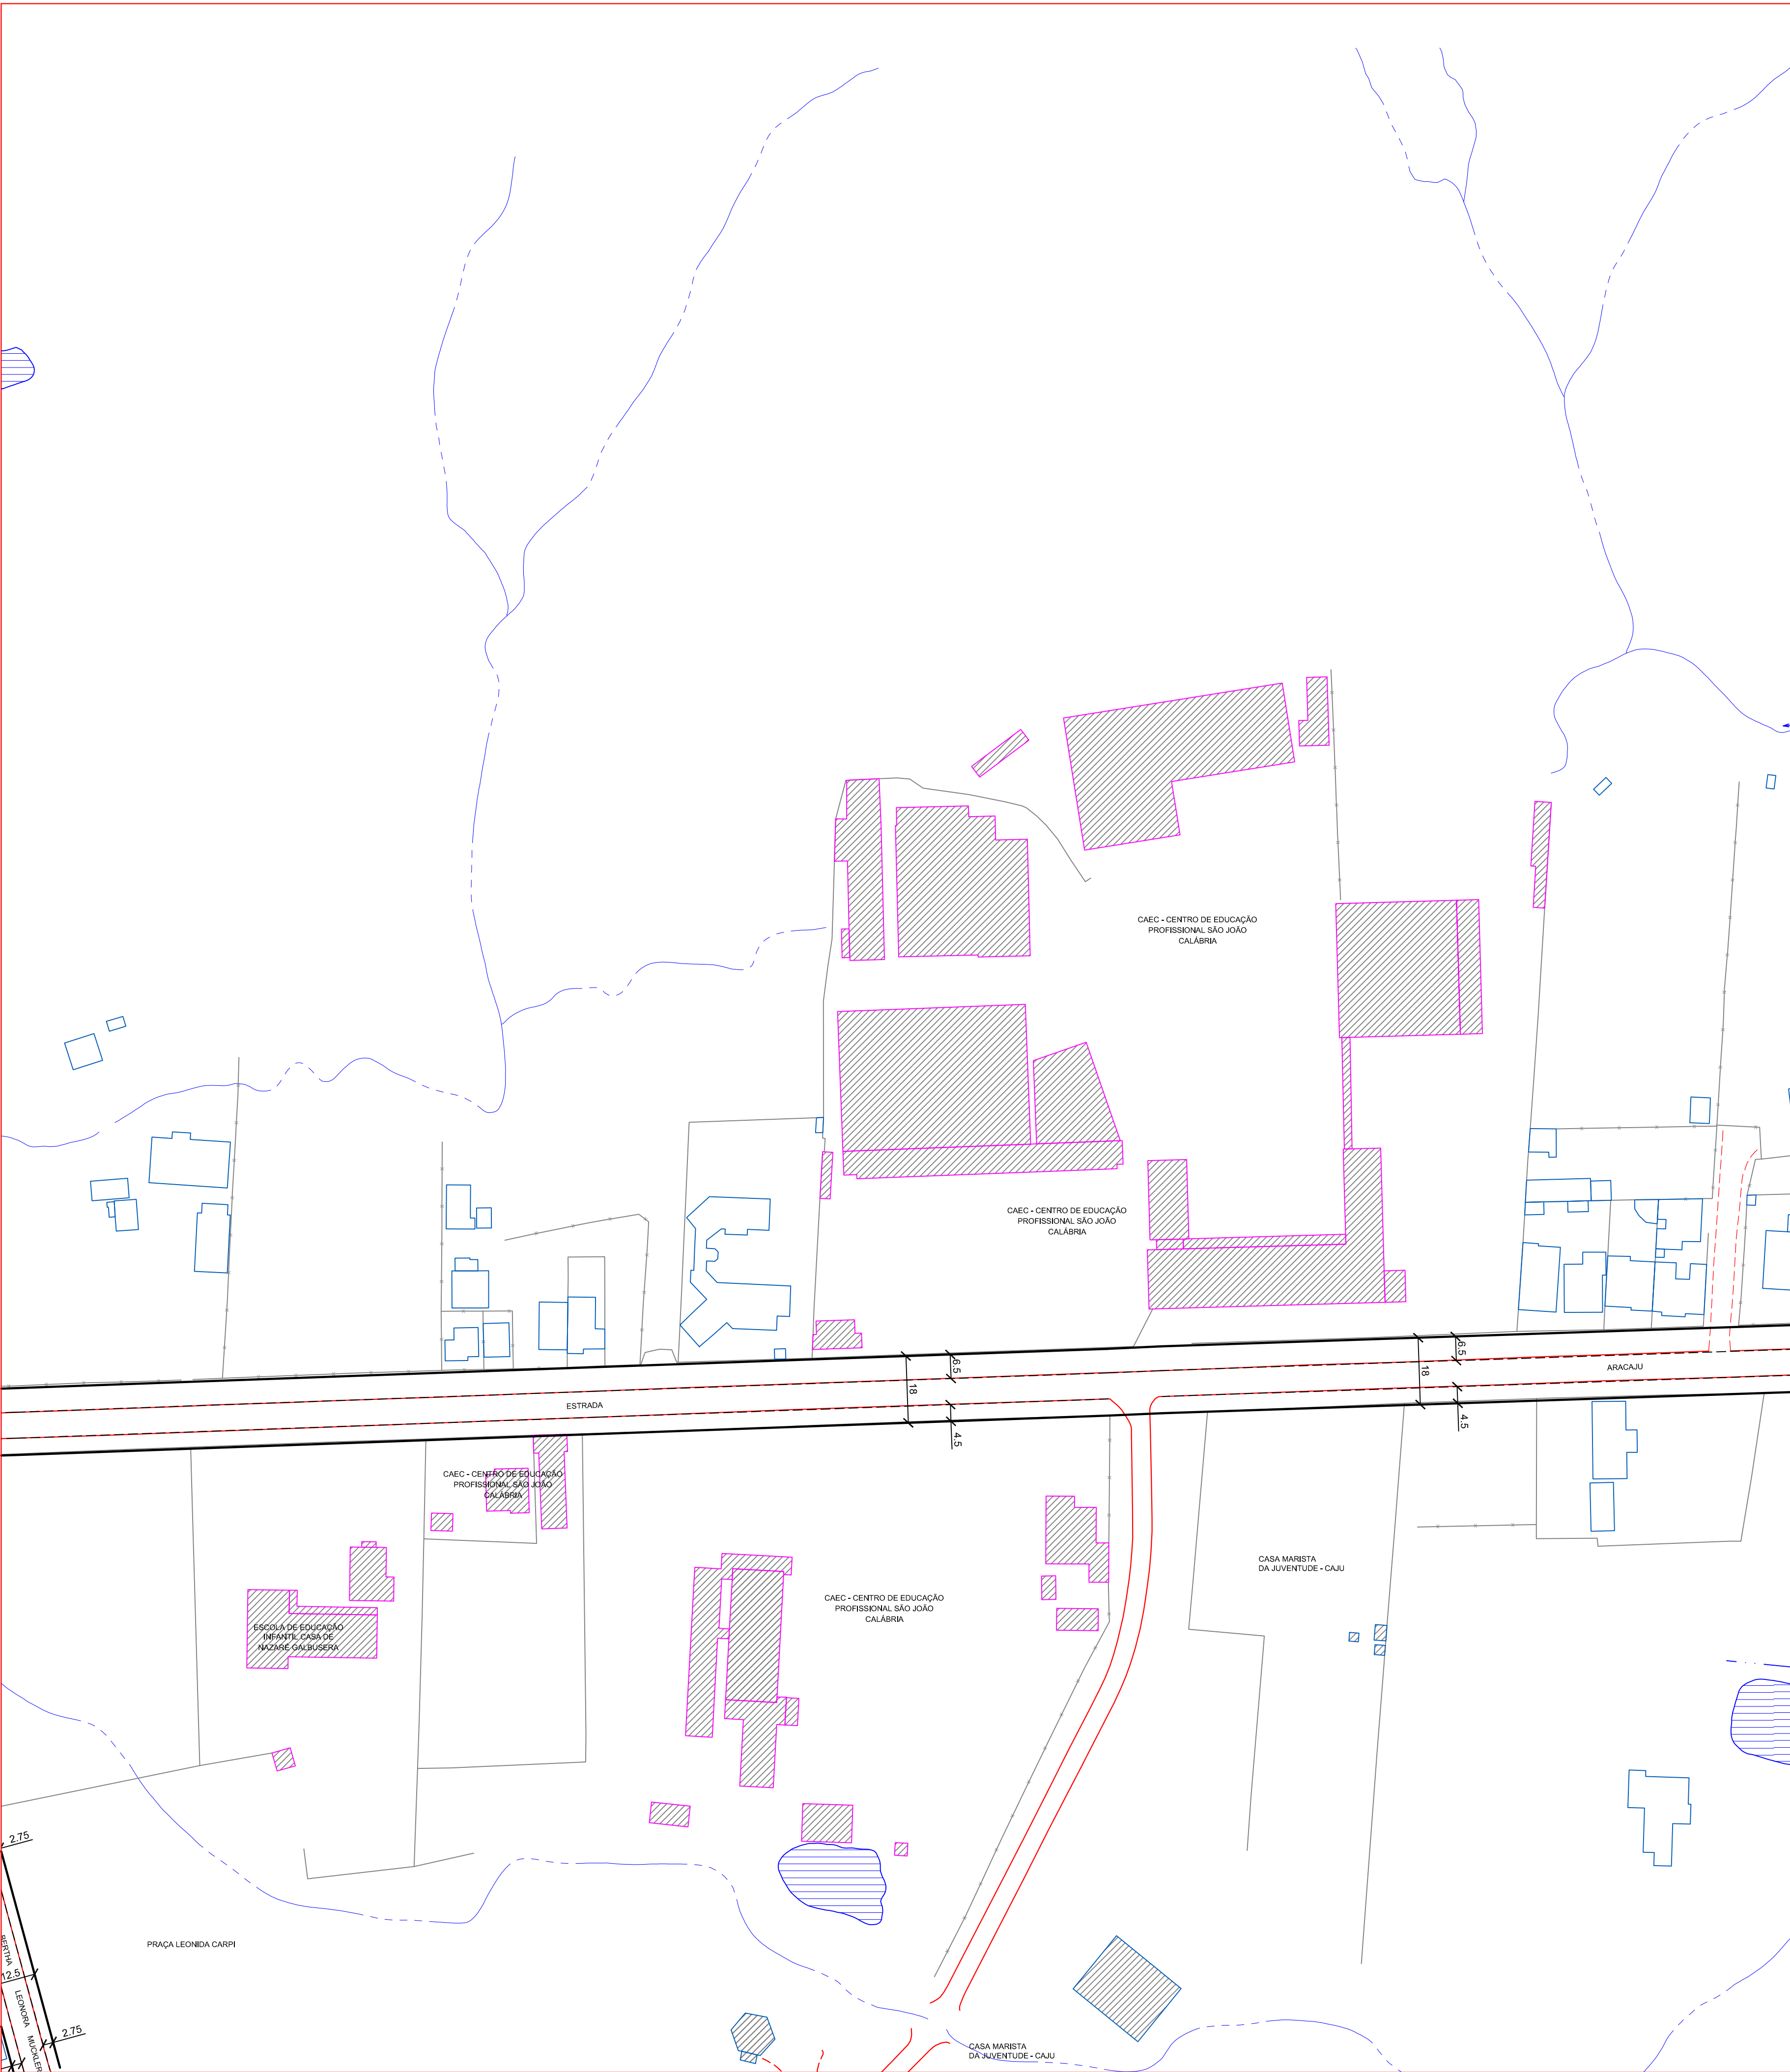 CAEC - CENTRO DE EDUCAÇÃO
PROFISSIONAL SÃO JOÃO
CALÁBRIA
CAEC - CENTRO DE EDUCAÇÃO
PROFISSIONAL SÃO JOÃO
CALÁBRIA
6.5
18
4.5
6.5
18
4.5
ARACAJU
ESTRADA
CAEC - CENTRO DE EDUCAÇÃO
PROFISSIONAL SÃO JOÃO
CALÁBRIA
CASA MARISTA
DA JUVENTUDE - CAJU
CAEC - CENTRO DE EDUCAÇÃO
PROFISSIONAL SÃO JOÃO
CALÁBRIA
ESCOLA DE EDUCAÇÃO
INFANTIL CASA DE
NAZARÉ GALBUSERA
2.75
PRAÇA LEONIDA CARPI
BERTHA
12.5
LEONORA
MUCKLER
2.75
CASA MARISTA
DA JUVENTUDE - CAJU